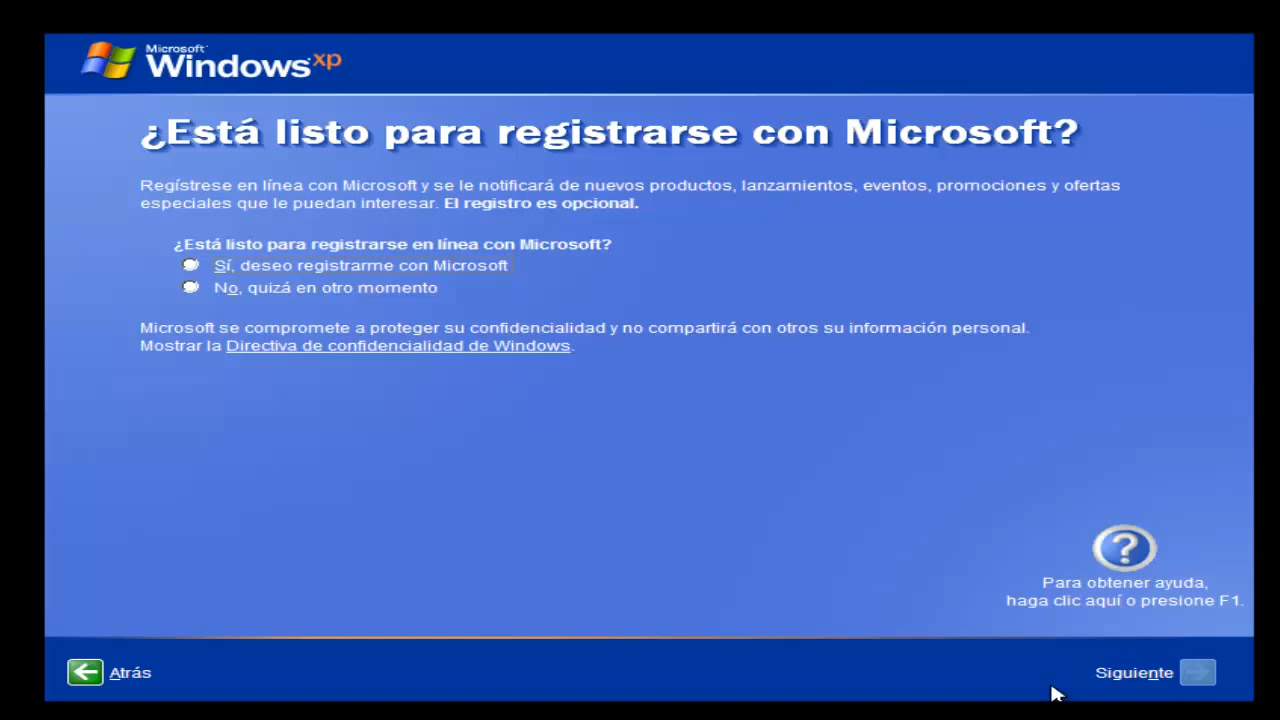 Microsoft
Windows xp
¿Está listo para registrarse con Microsoft?
Regístrese en línea con Microsoft y se le notificará de nuevos productos, lanzamientos, eventos, promociones y ofertas
especiales que le puedan interesar. El registro es opcional.
¿Está listo para registrarse en línea con Microsoft?
Sí, deseo registrarme con Microsoft
No, quizá en otro momento
Microsoft se compromete a proteger su confidencialidad y no compartirá con otros su información personal.
Mostrar la Directiva de confidencialidad de Windows.
?
Para obtener ayuda,
haga clic aquí o presione F1.
Atrás
Siguiente